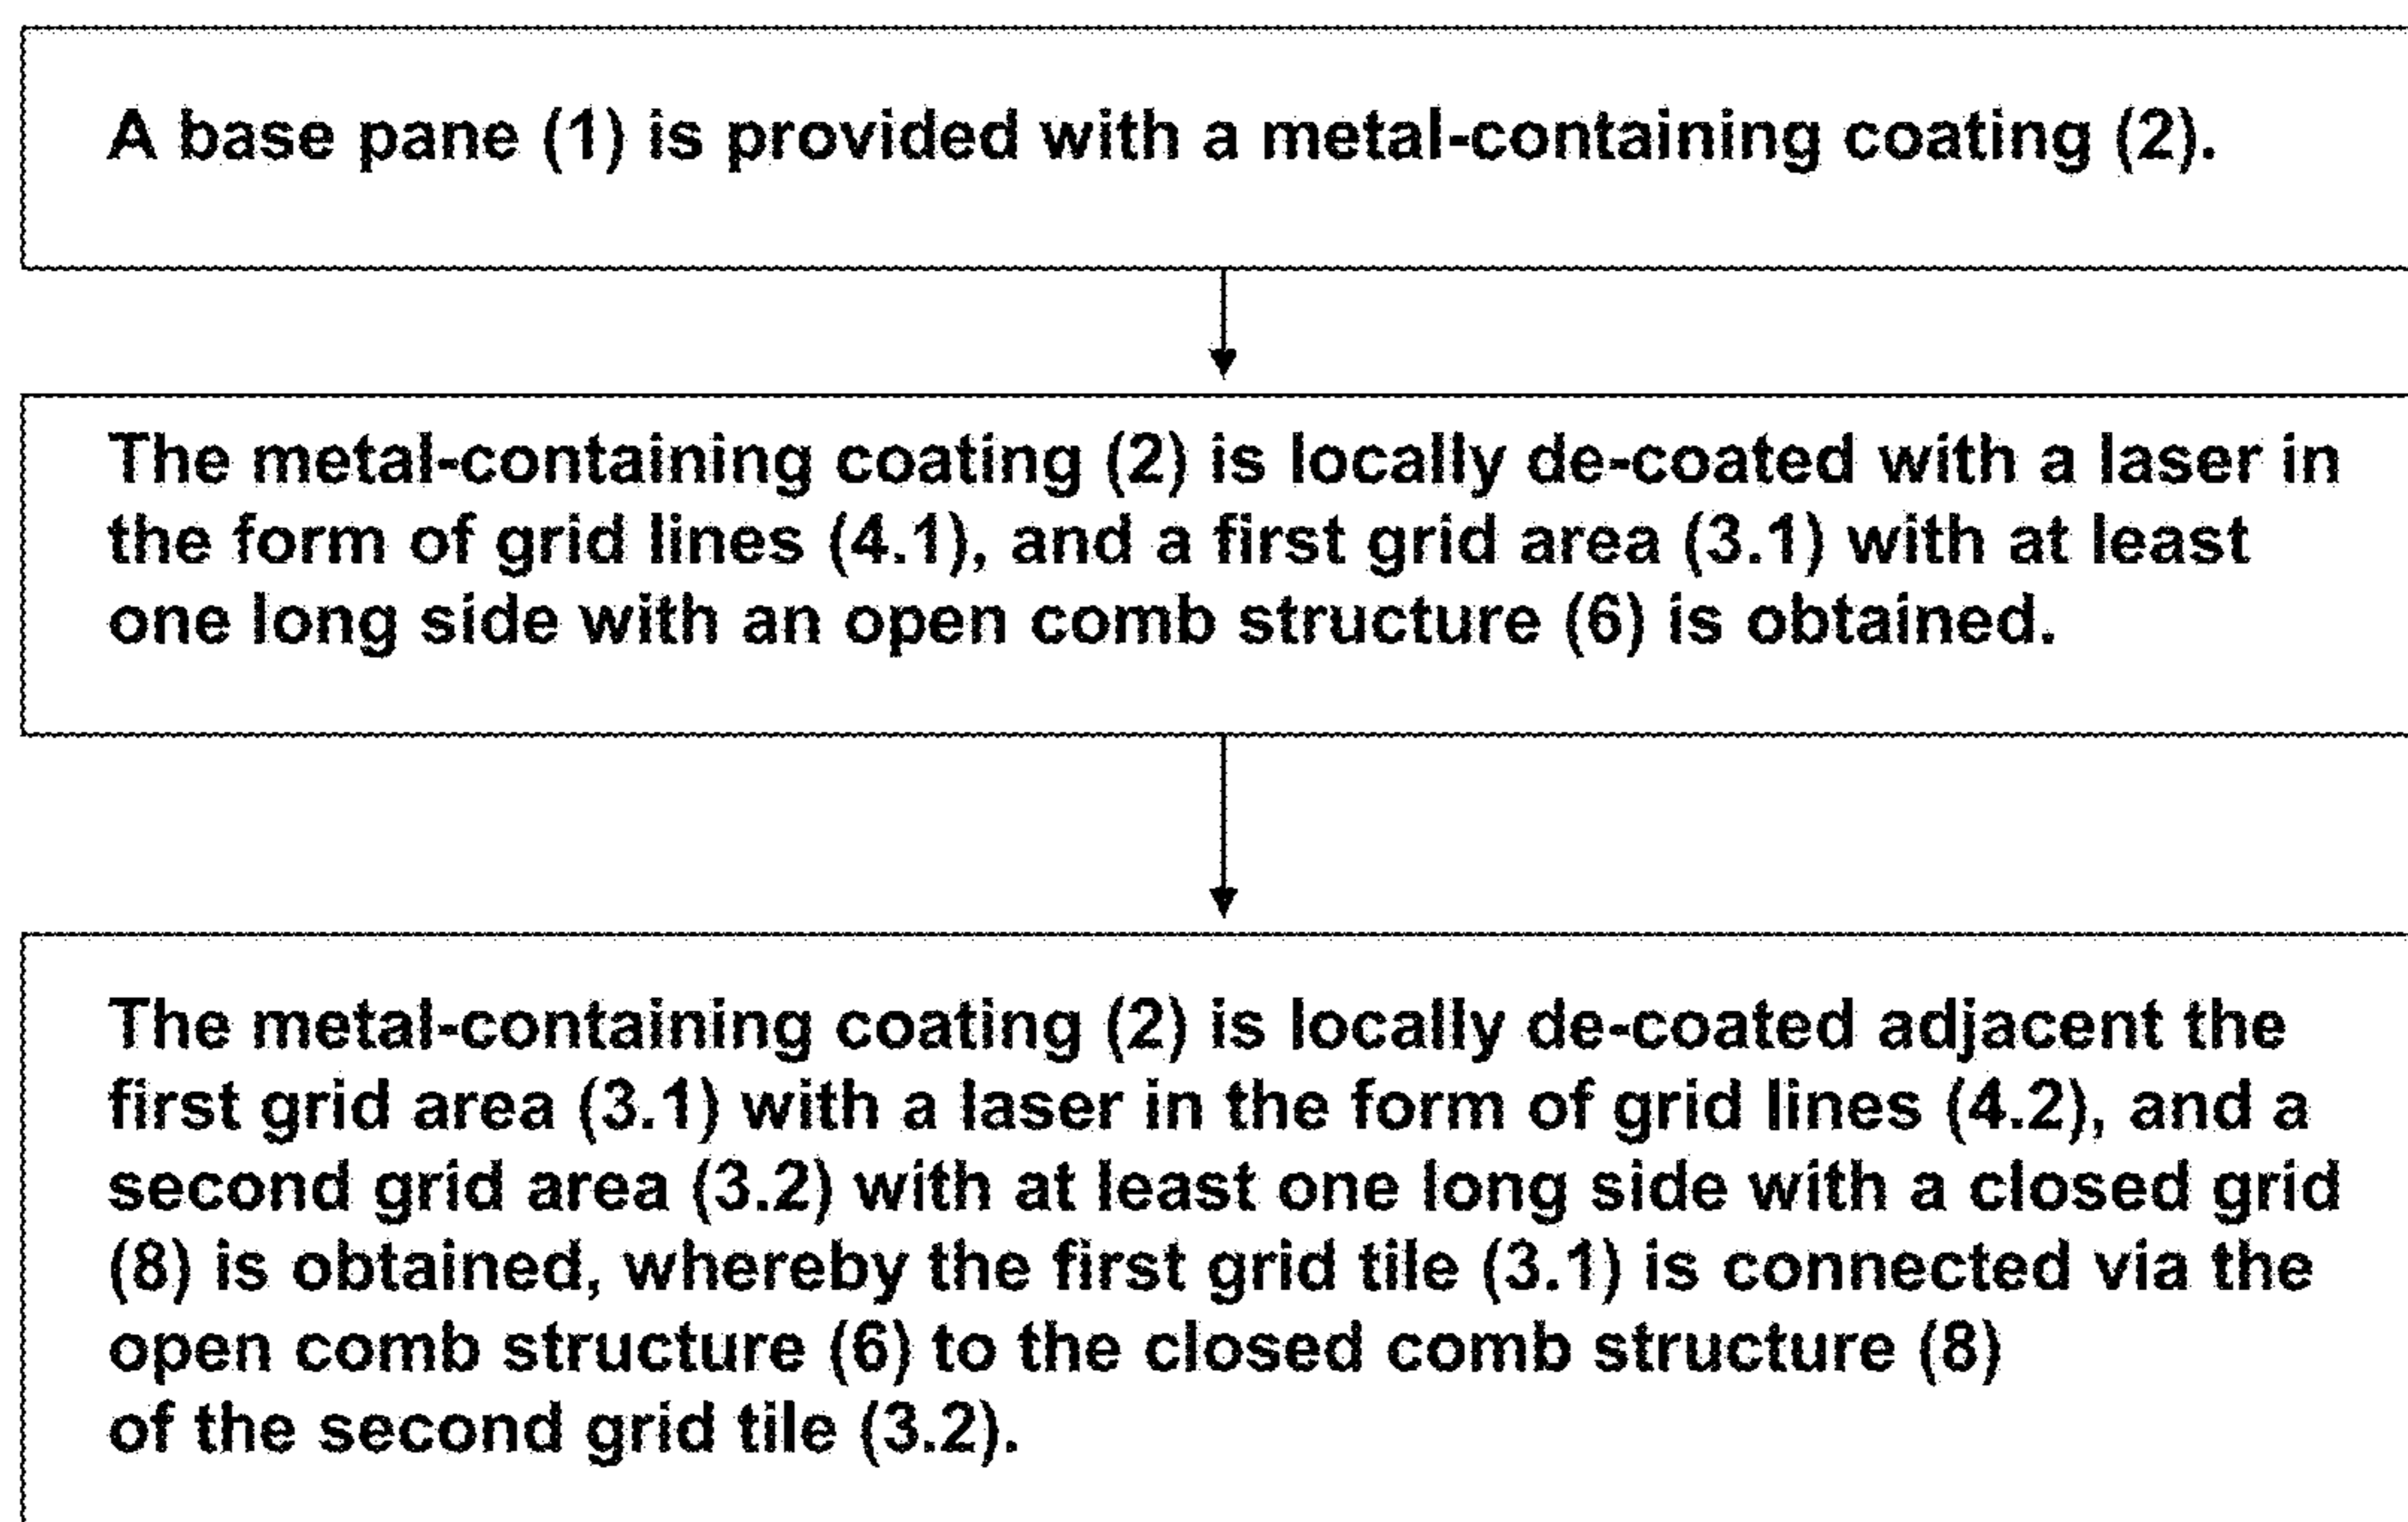 A base pane (1) is provided with a metal-containing coating (2).
The metal-containing coating (2) is locally de-coated with a laser in
the form of grid lines (4.1), and a first grid area (3.1) with at least
one long side with an open comb structure (6) is obtained.
The metal-containing coating (2) is locally de-coated adjacent the
first grid area (3.1) with a laser in the form of grid lines (4.2), and a
second grid area (3.2) with at least one long side with a closed grid
(8) is obtained, whereby the first grid tile (3.1) is connected via the
open comb structure (6) to the closed comb structure (8)
of the second grid tile (3.2).